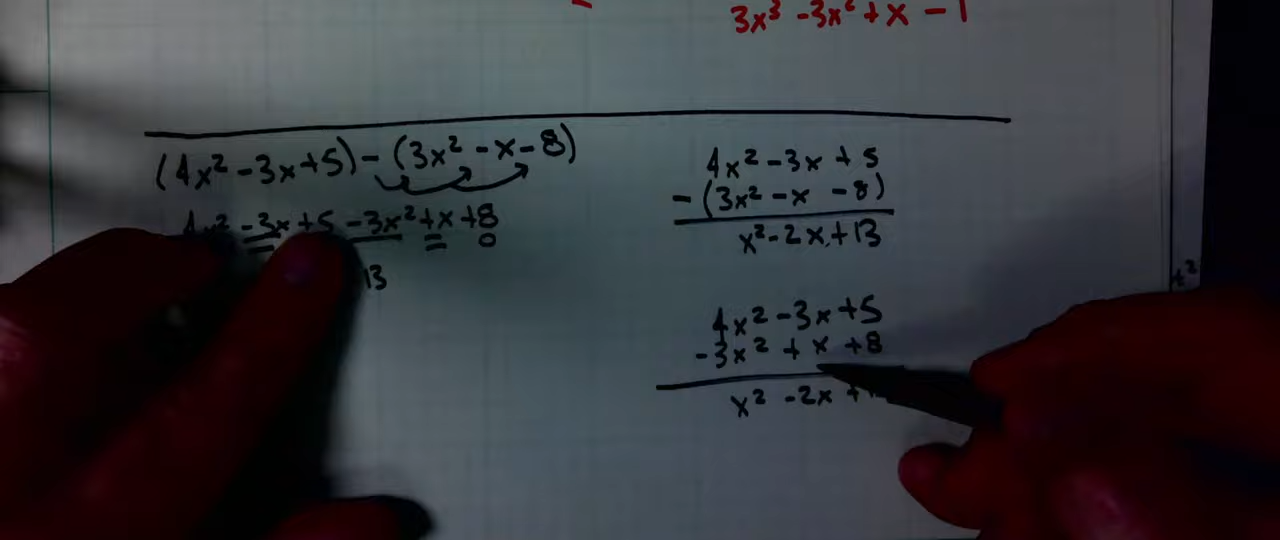 3x³ -3x² + x - 1
(4x² - 3x + 5) - (3x² - x - 8)
4x² - 3x + 5 - 3x² + x + 8
13
4x² - 3x + 5
- (3x² - x - 8)
x² - 2x + 13
4x² - 3x + 5
-3x² + x + 8
x² - 2x +